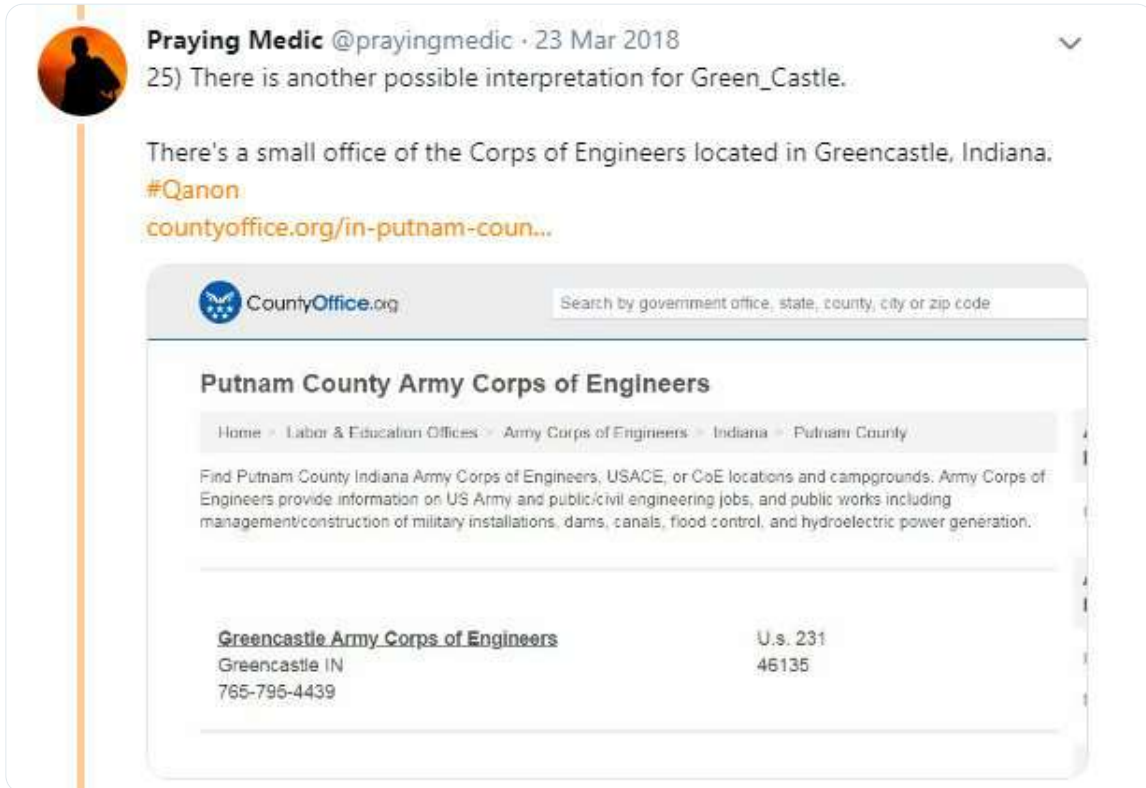 Praying Medic @prayingmedic · 23 Mar 2018
25) There is another possible interpretation for Green_Castle.
There's a small office of the Corps of Engineers located in Greencastle, Indiana.
#Qanon
countyoffice.org/in-putnam-coun...
CountyOffice.org
Search by government office, state, county, city or zip code
Putnam County Army Corps of Engineers
Home > Labor & Education Offices > Army Corps of Engineers > Indiana > Putnam County
Find Putnam County Indiana Army Corps of Engineers, USACE, or CoE locations and campgrounds. Army Corps of
Engineers provide information on US Army and public/civil engineering jobs, and public works including
management/construction of military installations, dams, canals, flood control, and hydroelectric power generation.
Greencastle Army Corps of Engineers U.s. 231
Greencastle IN 46135
765-795-4439